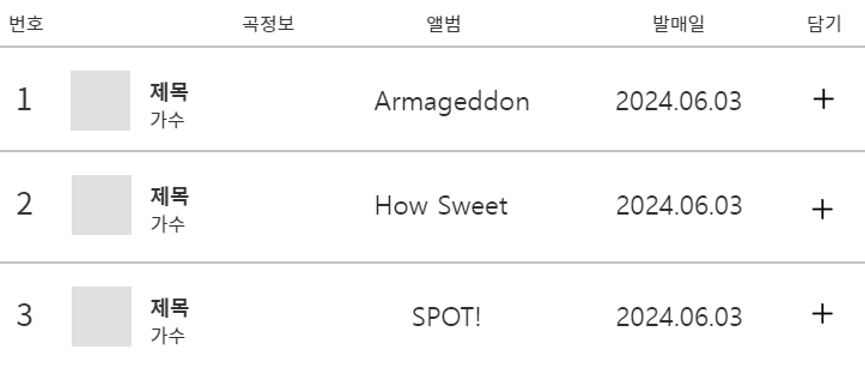 번호 곡정보 앨범 발매일 담기
1 제목 Armageddon 2024.06.03 +
가수
2 제목 How Sweet 2024.06.03 +
가수
3 제목 SPOT! 2024.06.03 +
가수